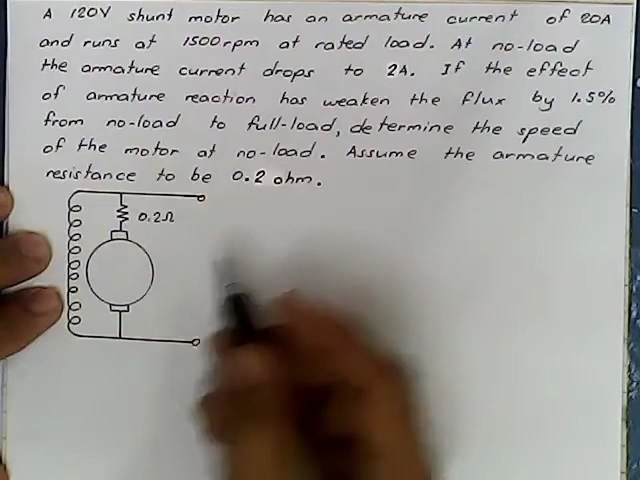 A 120V shunt motor has an armature current of 20A
and runs at 1500rpm at rated load. At no-load
the armature current drops to 2A. If the effect
of armature reaction has weaken the flux by 1.5%
from no-load to full-load, determine the speed
of the motor at no-load. Assume the armature
resistance to be 0.2 ohm.
0.2Ω